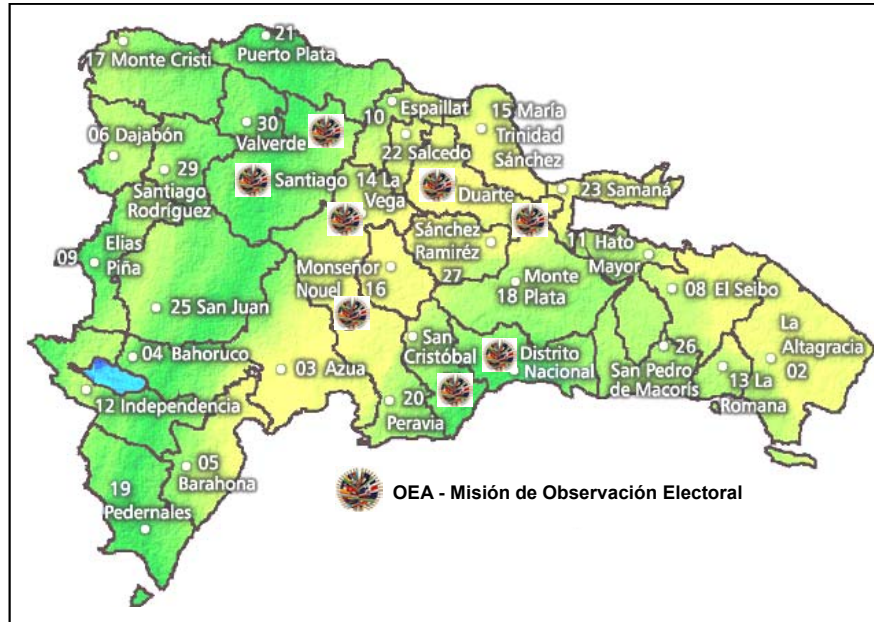 21
Puerto Plata
17 Monte Cristi
Espaillat
10
15 María
Trinidad
Sánchez
30
Valverde
06 Dajabón
22 Salcedo
29
Santiago
Rodríguez
Santiago
14 La
Vega
Duarte
23 Samaná
Sánchez
Ramiréz
27
11 Hato
Mayor
Elias
Piña
09
Monseñor
Nouel
16
Monte
18 Plata
08 El Seibo
25 San Juan
La
Altagracia
02
San
Cristóbal
Distrito
Nacional
26
San Pedro
de Macorís
04 Bahoruco
03 Azua
13 La
Romana
12 Independencia
20
Peravia
05
Barahona
19
Pedernales
OEA - Misión de Observación Electoral